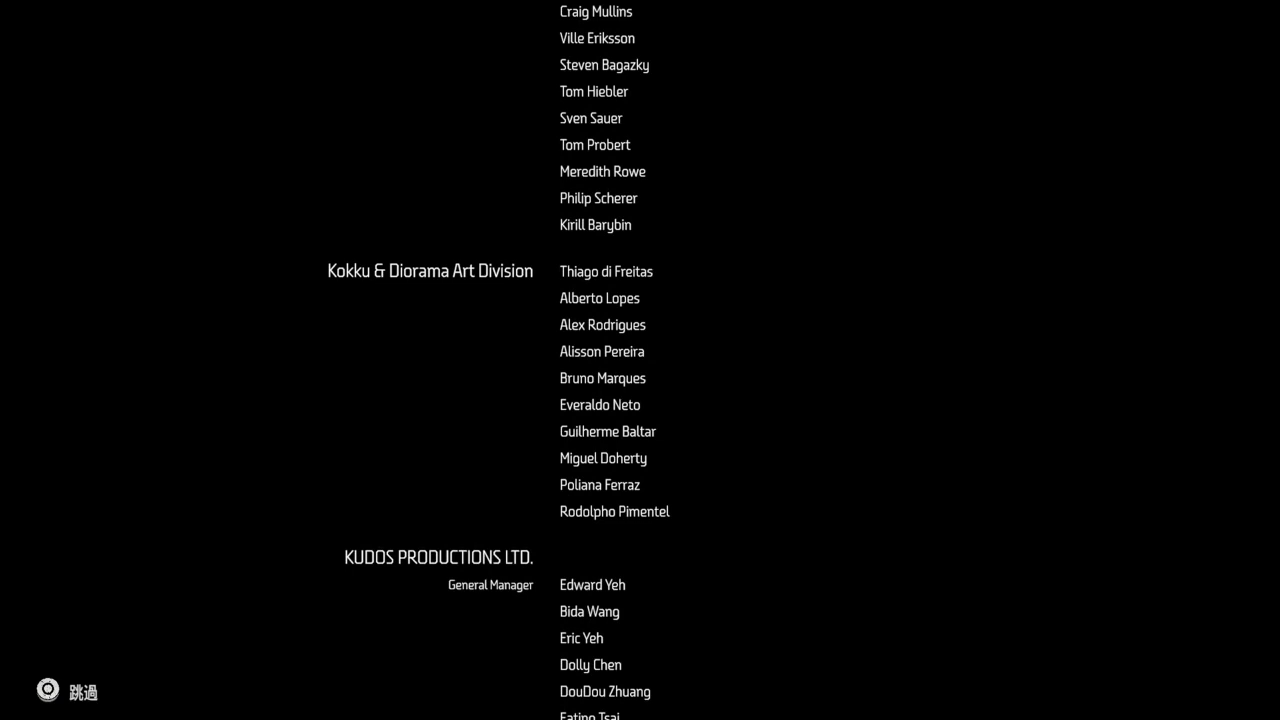 Craig Mullins
Ville Eriksson
Steven Bagazky
Tom Hiebler
Sven Sauer
Tom Probert
Meredith Rowe
Philip Scherer
Kirill Barybin
Kokku & Diorama Art Division Thiago di Freitas
Alberto Lopes
Alex Rodrigues
Alisson Pereira
Bruno Marques
Everaldo Neto
Guilherme Baltar
Miguel Doherty
Poliana Ferraz
Rodolpho Pimentel
KUDOS PRODUCTIONS LTD.
General Manager Edward Yeh
Bida Wang
Eric Yeh
Dolly Chen
DouDou Zhuang
跳過